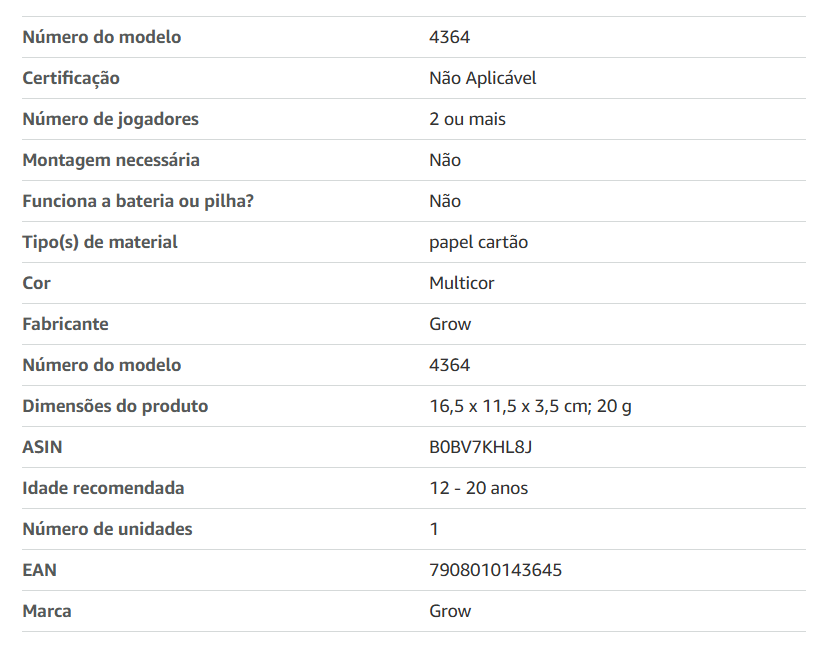 Número do modelo 4364
Certificação Não Aplicável
Número de jogadores 2 ou mais
Montagem necessária Não
Funciona a bateria ou pilha? Não
Tipo(s) de material papel cartão
Cor Multicor
Fabricante Grow
Número do modelo 4364
Dimensões do produto 16,5 x 11,5 x 3,5 cm; 20 g
ASIN B0BV7KHL8J
Idade recomendada 12 - 20 anos
Número de unidades 1
EAN 7908010143645
Marca Grow